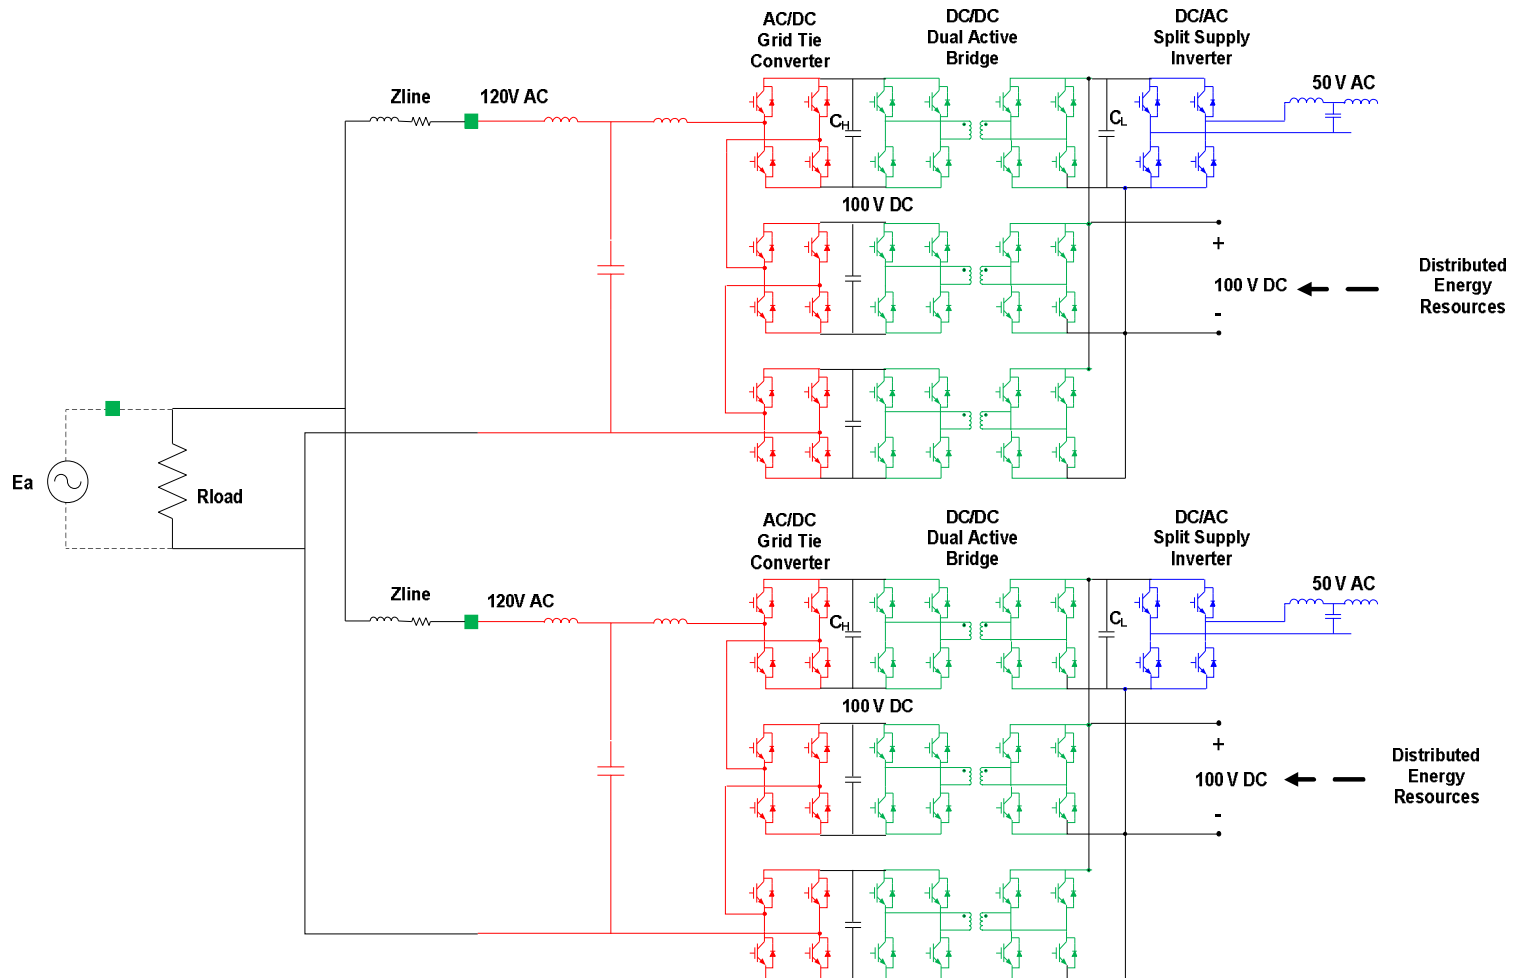 AC/DC
Grid Tie
Converter
DC/DC
Dual Active
Bridge
DC/AC
Split Supply
Inverter
Zline
120V AC
50 V AC
CH
CL
100 V DC
+
100 V DC
-
Distributed
Energy
Resources
Ea
Rload
AC/DC
Grid Tie
Converter
DC/DC
Dual Active
Bridge
DC/AC
Split Supply
Inverter
Zline
120V AC
50 V AC
CH
CL
100 V DC
+
100 V DC
-
Distributed
Energy
Resources